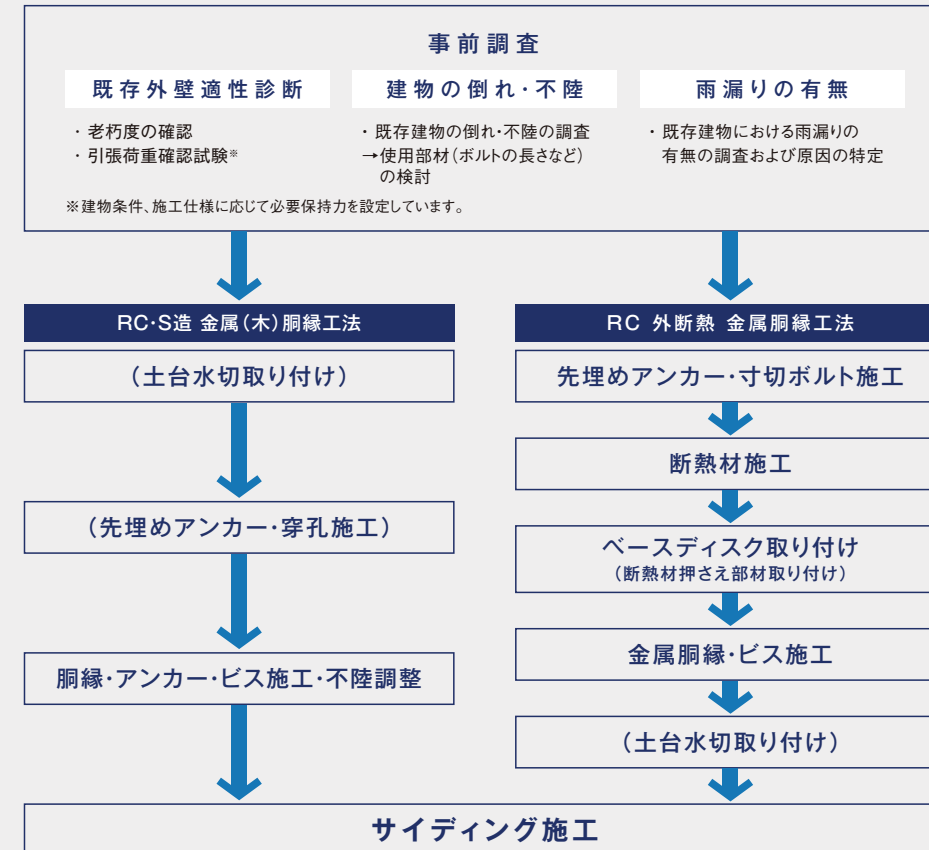 事前調査
既存外壁適性診断
・老朽度の確認
・引張荷重確認試験※
建物の倒れ・不陸
・既存建物の倒れ・不陸の調査
→使用部材(ボルトの長さなど)
の検討
雨漏りの有無
・既存建物における雨漏りの
有無の調査および原因の特定
※建物条件、施工仕様に応じて必要保持力を設定しています。
RC・S造 金属(木)胴縁工法
(土台水切取り付け)
(先埋めアンカー・穿孔施工)
胴縁・アンカー・ビス施工・不陸調整
RC 外断熱 金属胴縁工法
先埋めアンカー・寸切ボルト施工
断熱材施工
ベースディスク取り付け
(断熱材押さえ部材取り付け)
金属胴縁・ビス施工
(土台水切取り付け)
サイディング施工